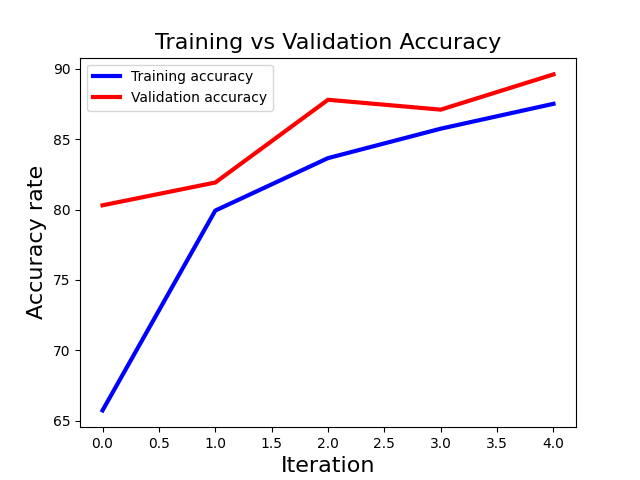 Training vs Validation Accuracy
Training accuracy
Validation accuracy
Accuracy rate
90
85
80
75
70
65
0.0 0.5 1.0 1.5 2.0 2.5 3.0 3.5 4.0
Iteration